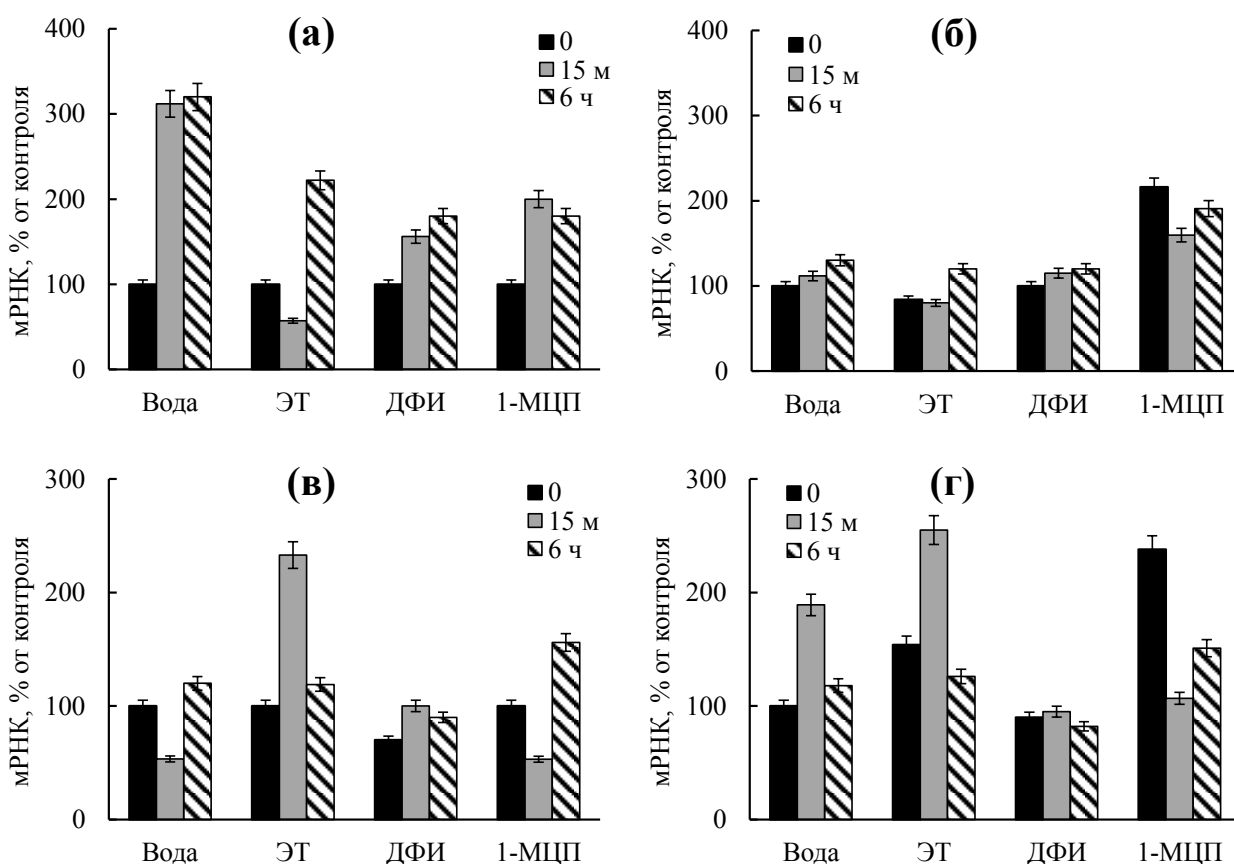 (а)
мРНК, % от контроля
400
300
200
100
0
0
15 м
6 ч
Вода ЭТ ДФИ 1-МЦП
(б)
мРНК, % от контроля
400
300
200
100
0
0
15 м
6 ч
Вода ЭТ ДФИ 1-МЦП
(в)
мРНК, % от контроля
300
200
100
0
0
15 м
6 ч
Вода ЭТ ДФИ 1-МЦП
(г)
мРНК, % от контроля
300
200
100
0
0
15 м
6 ч
Вода ЭТ ДФИ 1-МЦП